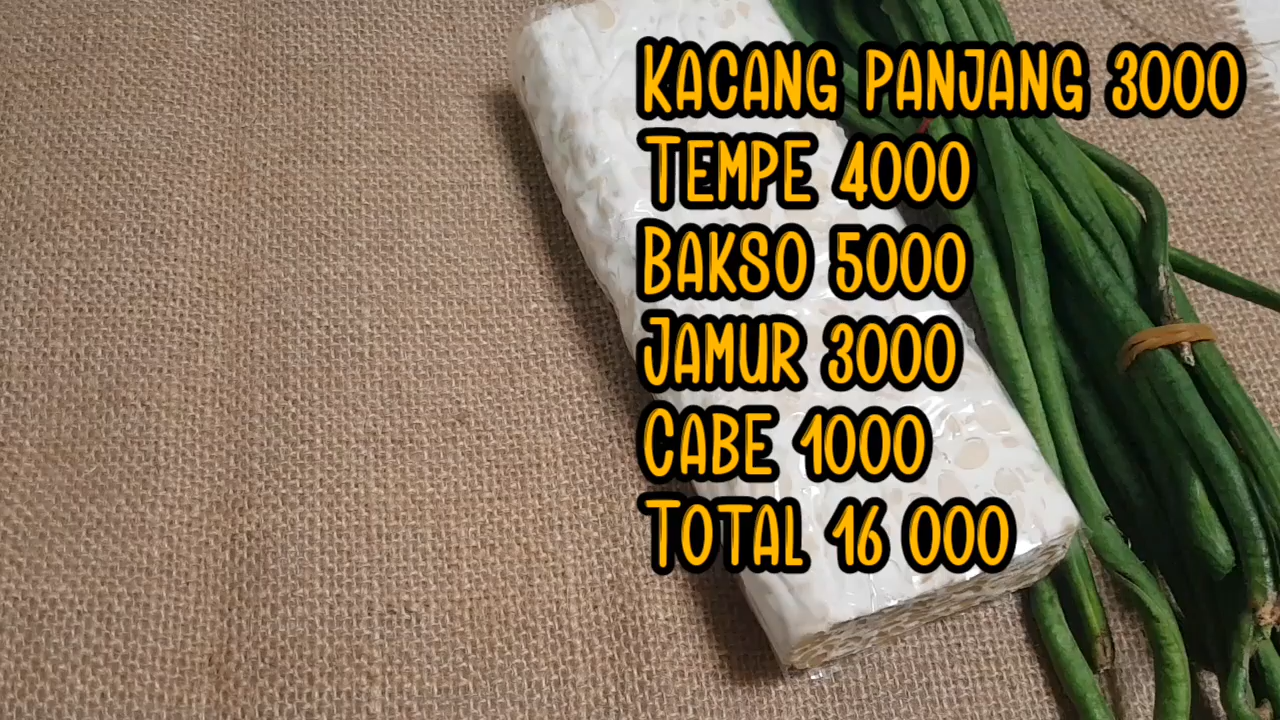 Kacang panjang 3000
Tempe 4000
Bakso 5000
Jamur 3000
Cabe 1000
Total 16 000